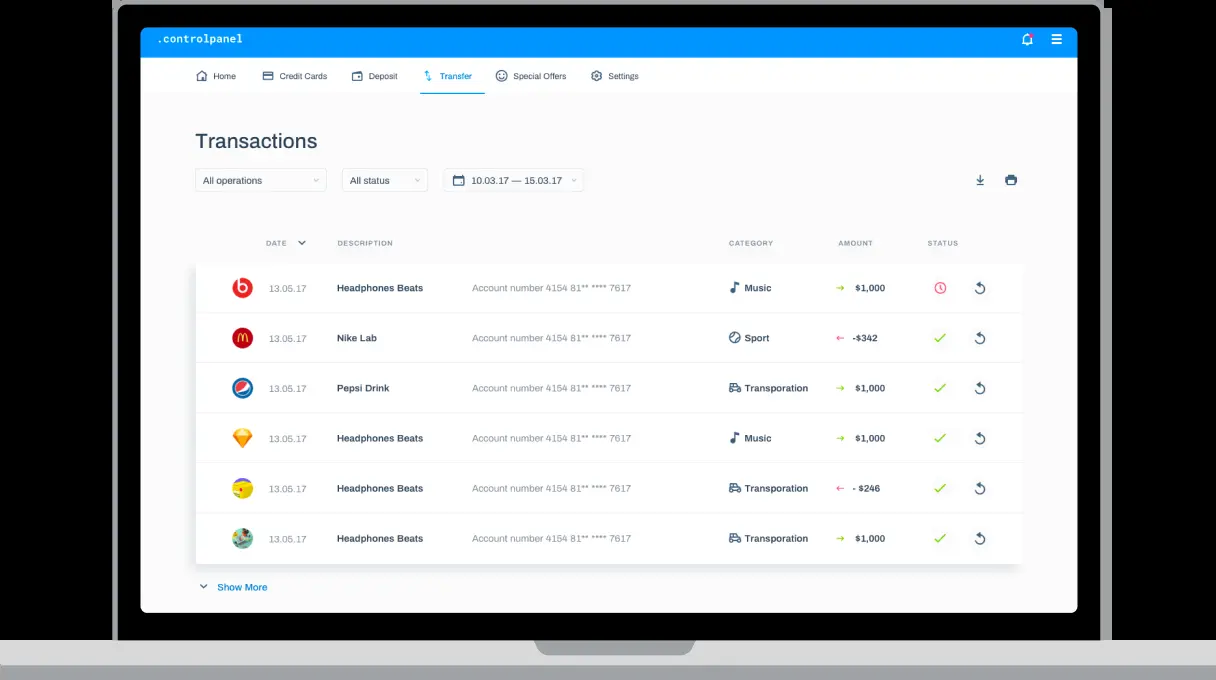 .controlpanel
Home Credit Cards Deposit Transfer Special Offers Settings
Transactions
All operations All status 10.03.17 — 15.03.17
DATE DESCRIPTION CATEGORY AMOUNT STATUS
13.05.17 Headphones Beats Account number 4154 81** **** 7617 Music $1,000
13.05.17 Nike Lab Account number 4154 81** **** 7617 Sport -$342
13.05.17 Pepsi Drink Account number 4154 81** **** 7617 Transporation $1,000
13.05.17 Headphones Beats Account number 4154 81** **** 7617 Music $1,000
13.05.17 Headphones Beats Account number 4154 81** **** 7617 Transporation - $246
13.05.17 Headphones Beats Account number 4154 81** **** 7617 Transporation $1,000
Show More